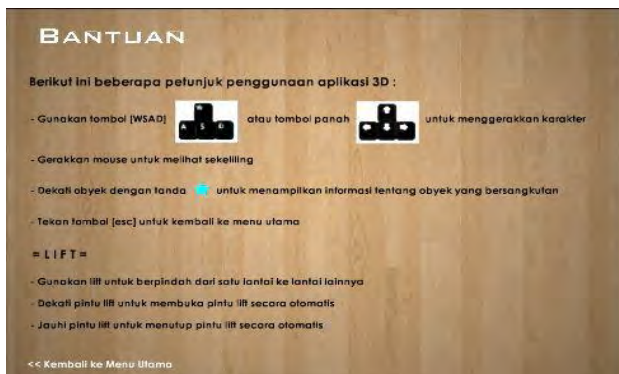 BANTUAN
Berikut ini beberapa petunjuk penggunaan aplikasi 3D :
- Gunakan tombol [WSAD] W A S D atau tombol panah untuk menggerakkan karakter
- Gerakkan mouse untuk melihat sekeliling
- Dekati obyek dengan tanda untuk menampilkan informasi tentang obyek yang bersangkutan
- Tekan tombol [esc] untuk kembali ke menu utama
= LIFT =
- Gunakan lift untuk berpindah dari satu lantai ke lantai lainnya
- Dekati pintu lift untuk membuka pintu lift secara otomatis
- Jauhi pintu lift untuk menutup pintu lift secara otomatis
<< Kembali ke Menu Utama